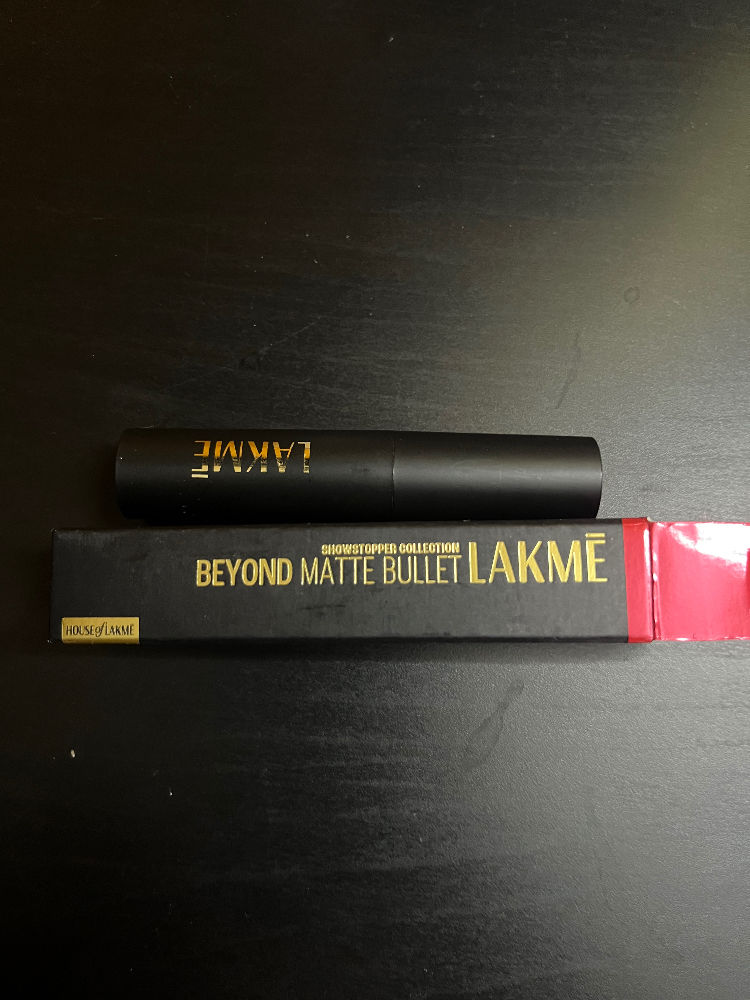 LAKMĒ
SHOWSTOPPER COLLECTION
BEYOND MATTE BULLET LAKMĒ
HOUSE of LAKMĒ